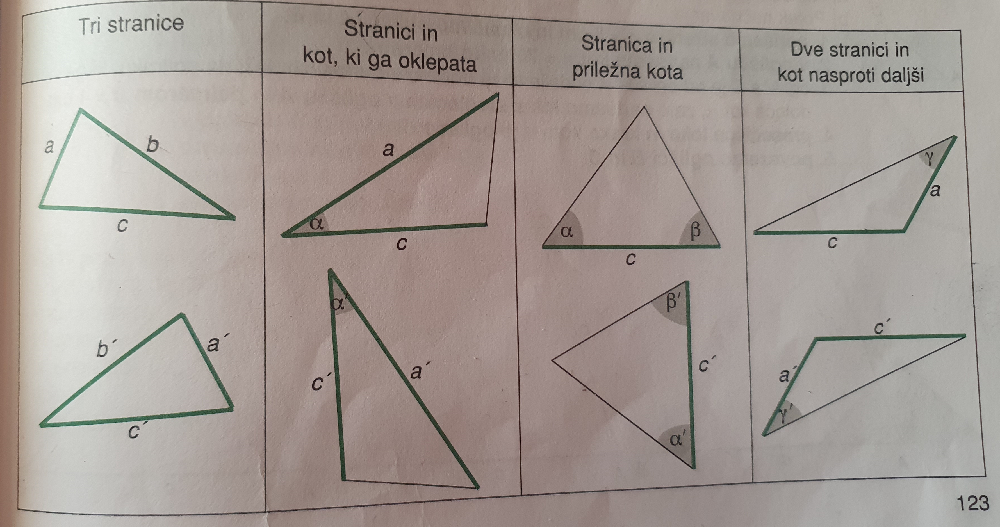 Tri stranice
Stranici in
kot, ki ga oklepata
Stranica in
priležna kota
Dve stranici in
kot nasproti daljši
a
b
c
a
α
c
α
β
c
γ
a
c
b´
a´
c´
α'
c´
a´
β'
c´
α'
c´
a´
γ'
123